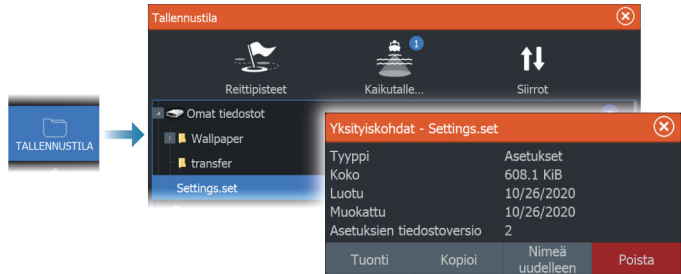 TALLENNUSTILA
Tallennustila
Reittipisteet
1
Kaikutalle...
Siirrot
Omat tiedostot
Wallpaper
transfer
Settings.set
Yksityiskohdat - Settings.set
Tyyppi Asetukset
Koko 608.1 KiB
Luotu 10/26/2020
Muokattu 10/26/2020
Asetuksien tiedostoversio 2
Tuonti
Kopioi
Nimeä
uudelleen
Poista